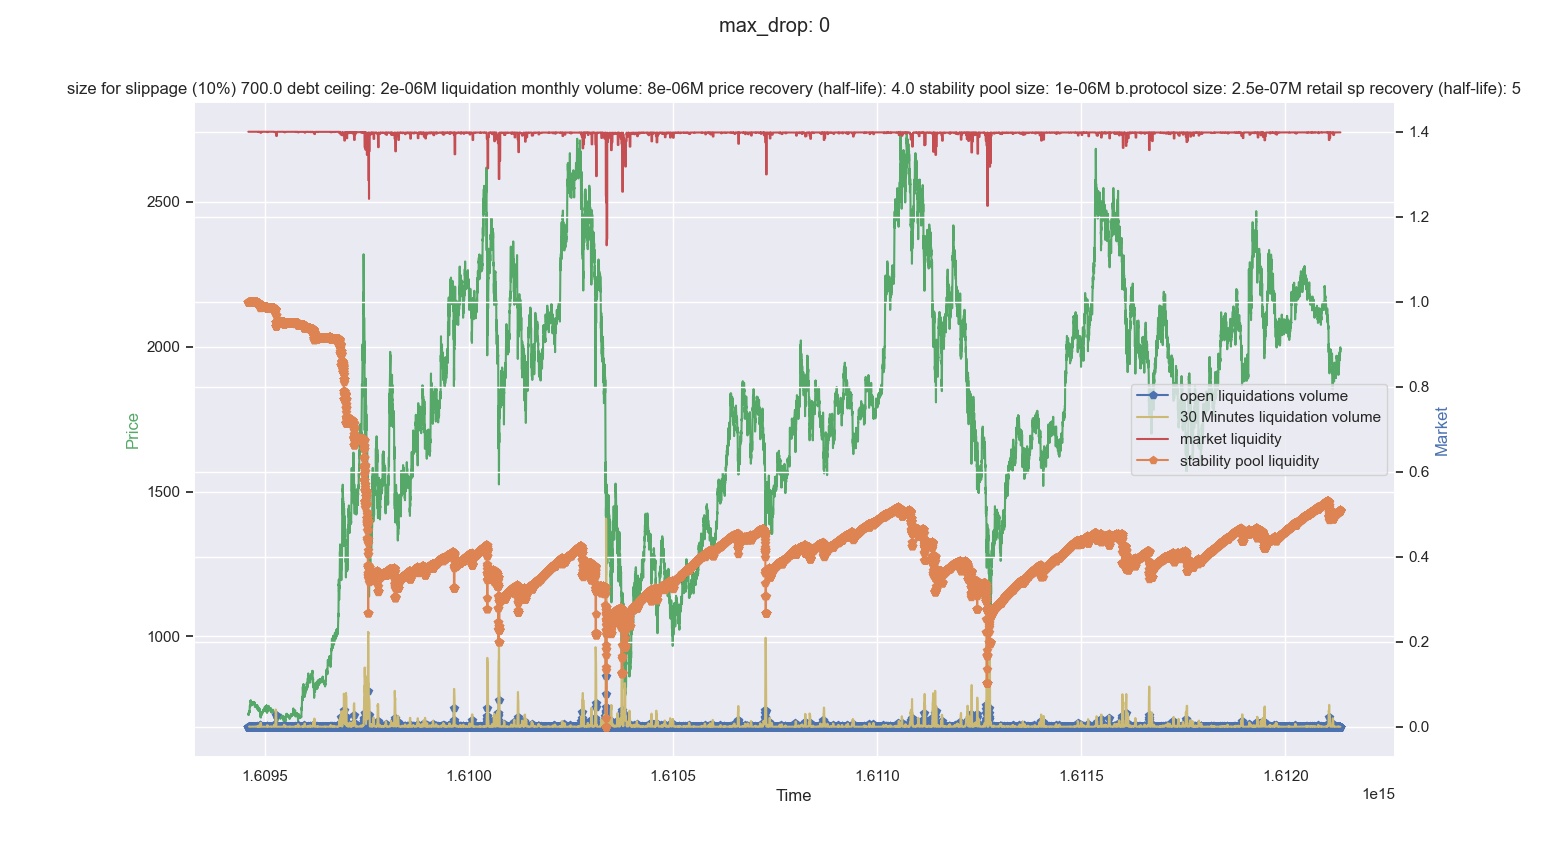 max_drop: 0
size for slippage (10%) 700.0 debt ceiling: 2e-06M liquidation monthly volume: 8e-06M price recovery (half-life): 4.0 stability pool size: 1e-06M b.protocol size: 2.5e-07M retail sp recovery (half-life): 5
2500
2000
1500
1000
Price
1.4
1.2
1.0
0.8
0.6
0.4
0.2
0.0
Market
open liquidations volume
30 Minutes liquidation volume
market liquidity
stability pool liquidity
1.6095 1.6100 1.6105 1.6110 1.6115 1.6120
Time
1e15